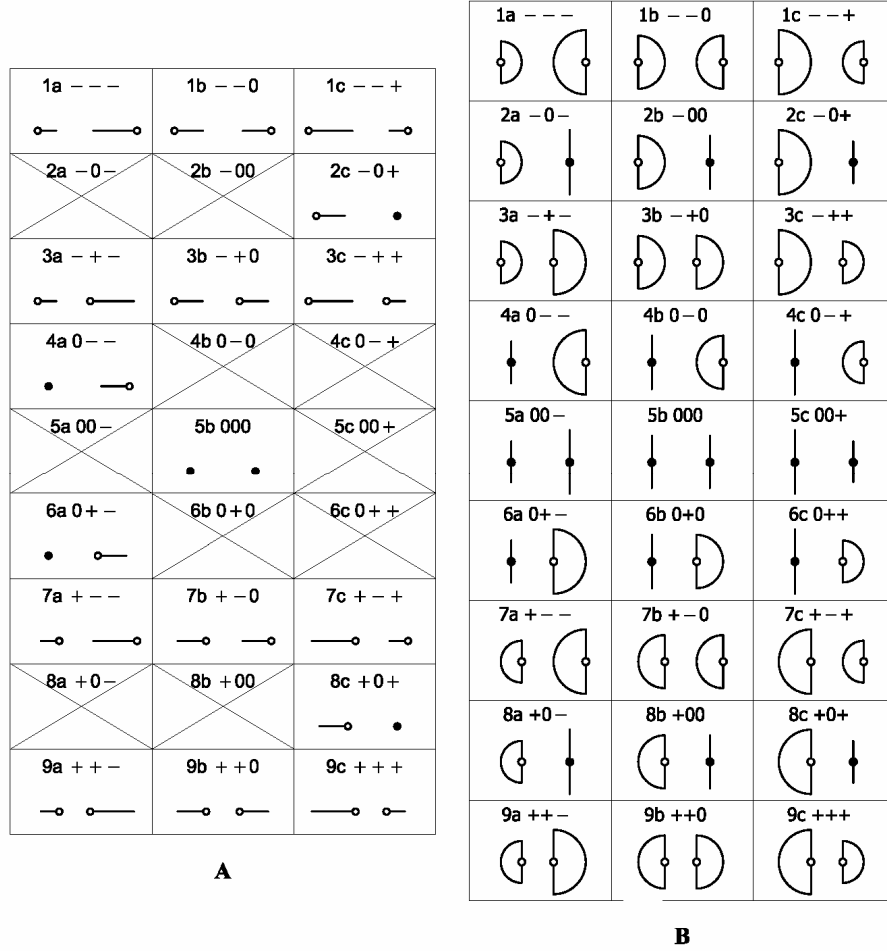 1a − − − 1b − − 0 1c − − +
2a − 0 − 2b − 00 2c − 0 +
3a − + − 3b − + 0 3c − + +
4a 0 − − 4b 0 − 0 4c 0 − +
5a 00 − 5b 000 5c 00 +
6a 0 + − 6b 0 + 0 6c 0 + +
7a + − − 7b + − 0 7c + − +
8a + 0 − 8b + 00 8c + 0 +
9a + + − 9b + + 0 9c + + +
A
1a − − − 1b − − 0 1c − − +
2a − 0 − 2b − 00 2c − 0+
3a − + − 3b − +0 3c − ++
4a 0 − − 4b 0 − 0 4c 0 − +
5a 00 − 5b 000 5c 00+
6a 0+ − 6b 0+0 6c 0++
7a + − − 7b + − 0 7c + − +
8a +0 − 8b +00 8c +0+
9a ++ − 9b ++0 9c +++
B